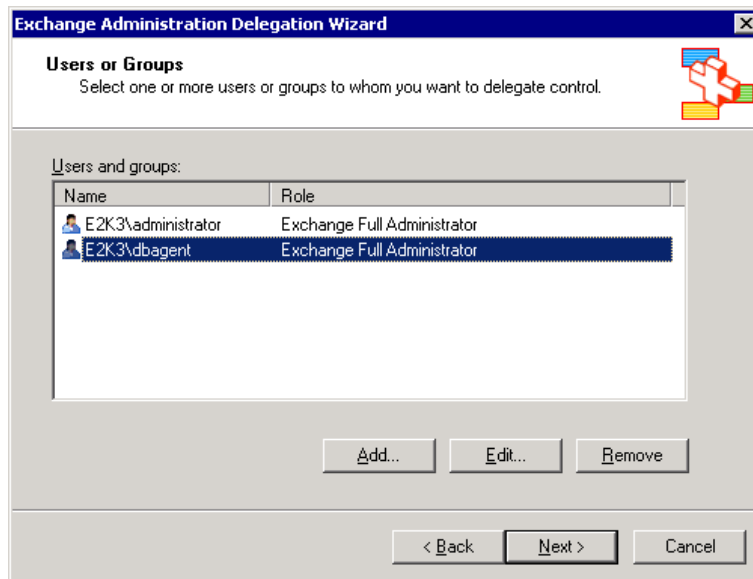 Exchange Administration Delegation Wizard
Users or Groups
Select one or more users or groups to whom you want to delegate control.
Users and groups:
Name Role
E2K3\administrator Exchange Full Administrator
E2K3\dbagent Exchange Full Administrator
Add... Edit... Remove
< Back Next > Cancel